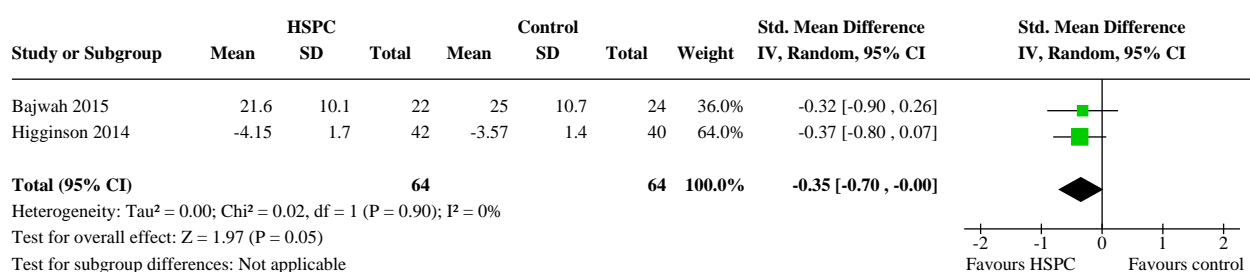 HSPC Control Std. Mean Difference Std. Mean Difference
Study or Subgroup Mean SD Total Mean SD Total Weight IV, Random, 95% CI IV, Random, 95% CI
Bajwah 2015 21.6 10.1 22 25 10.7 24 36.0% -0.32 [-0.90 , 0.26]
Higginson 2014 -4.15 1.7 42 -3.57 1.4 40 64.0% -0.37 [-0.80 , 0.07]
Total (95% CI) 64 64 100.0% -0.35 [-0.70 , -0.00]
Heterogeneity: Tau² = 0.00; Chi² = 0.02, df = 1 (P = 0.90); I² = 0%
Test for overall effect: Z = 1.97 (P = 0.05)
Test for subgroup differences: Not applicable
-2 -1 0 1 2
Favours HSPC Favours control